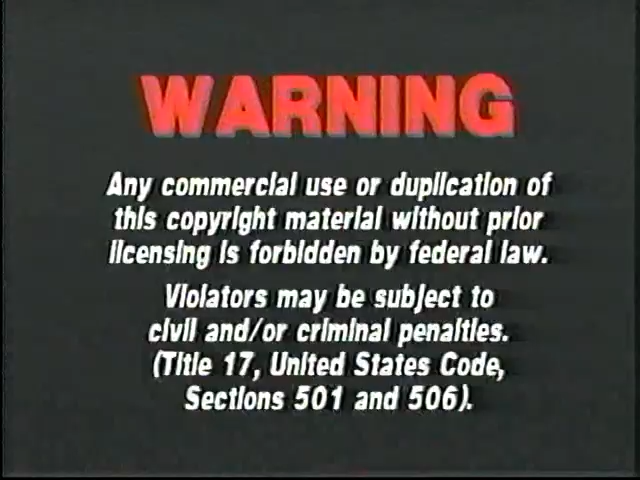 WARNING
Any commercial use or duplication of
this copyright material without prior
licensing is forbidden by federal law.
Violators may be subject to
civil and/or criminal penalties.
(Title 17, United States Code,
Sections 501 and 506).